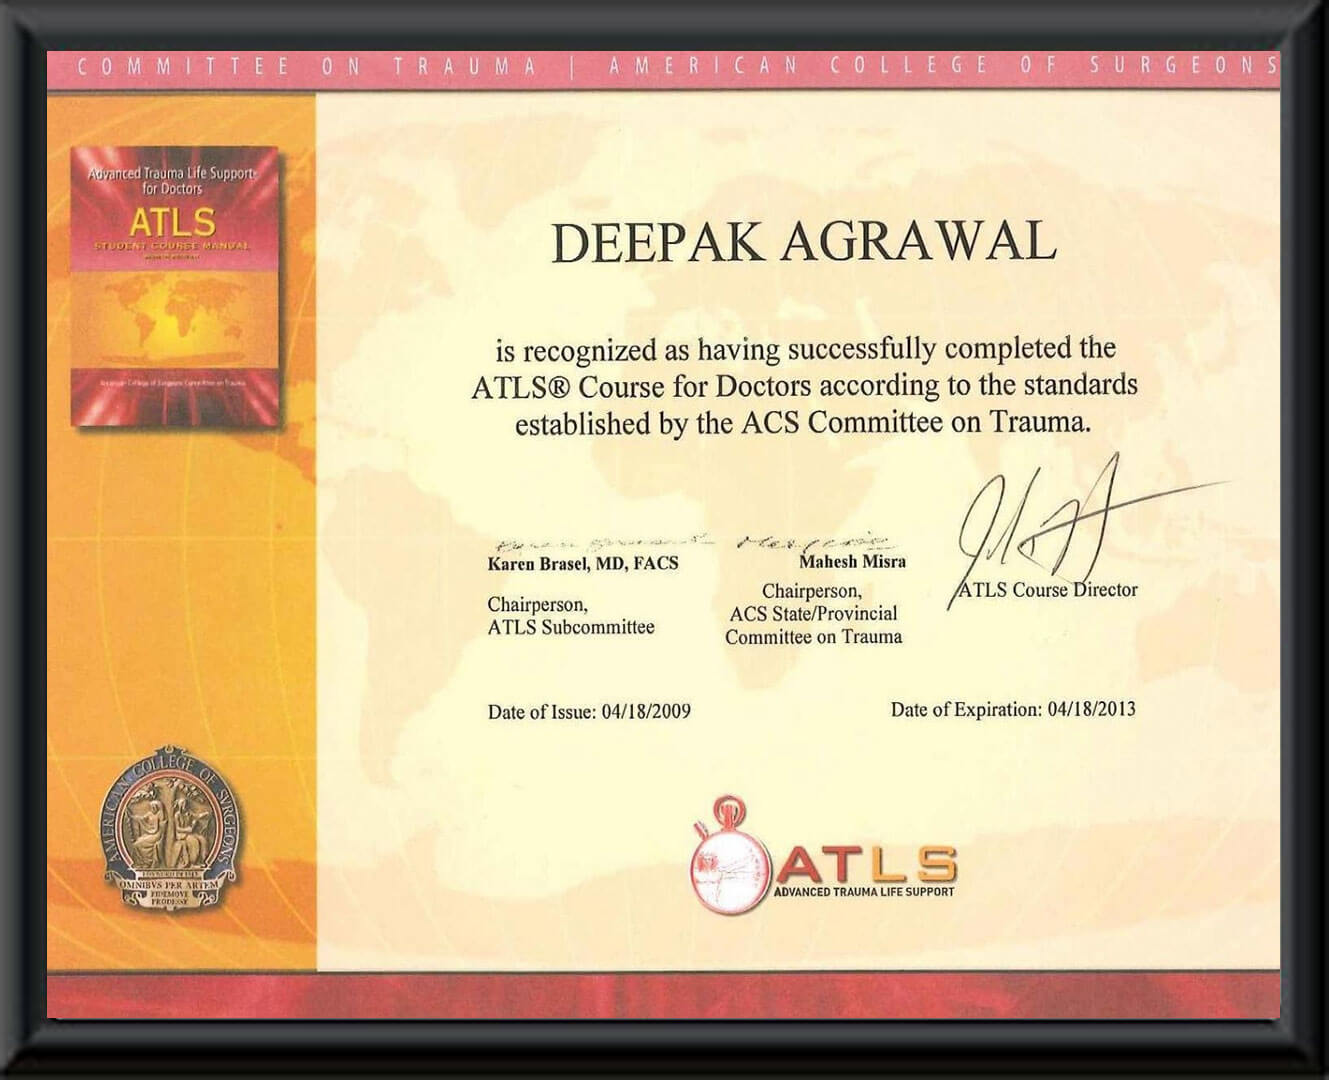 COMMITTEE ON TRAUMA | AMERICAN COLLEGE OF SURGEONS
Advanced Trauma Life Support
for Doctors
ATLS
STUDENT COURSE MANUAL
American College of Surgeons Committee on Trauma
DEEPAK AGRAWAL
is recognized as having successfully completed the
ATLS® Course for Doctors according to the standards
established by the ACS Committee on Trauma.
Karen Brasel, MD, FACS
Chairperson,
ATLS Subcommittee
Mahesh Misra
Chairperson,
ACS State/Provincial
Committee on Trauma
ATLS Course Director
Date of Issue: 04/18/2009
Date of Expiration: 04/18/2013
AMERICAN COLLEGE OF SVRGEONS
OMNIBVS PER ARTEM
FIDEMQVE
PRODESSE
ATLS
ADVANCED TRAUMA LIFE SUPPORT